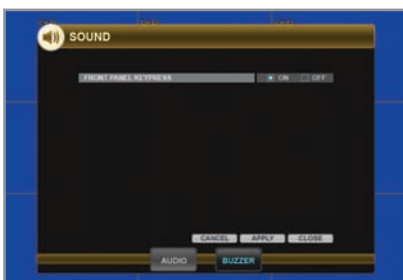 SOUND
FRONT PANEL KEYPRESS ON OFF
CANCEL APPLY CLOSE
AUDIO BUZZER